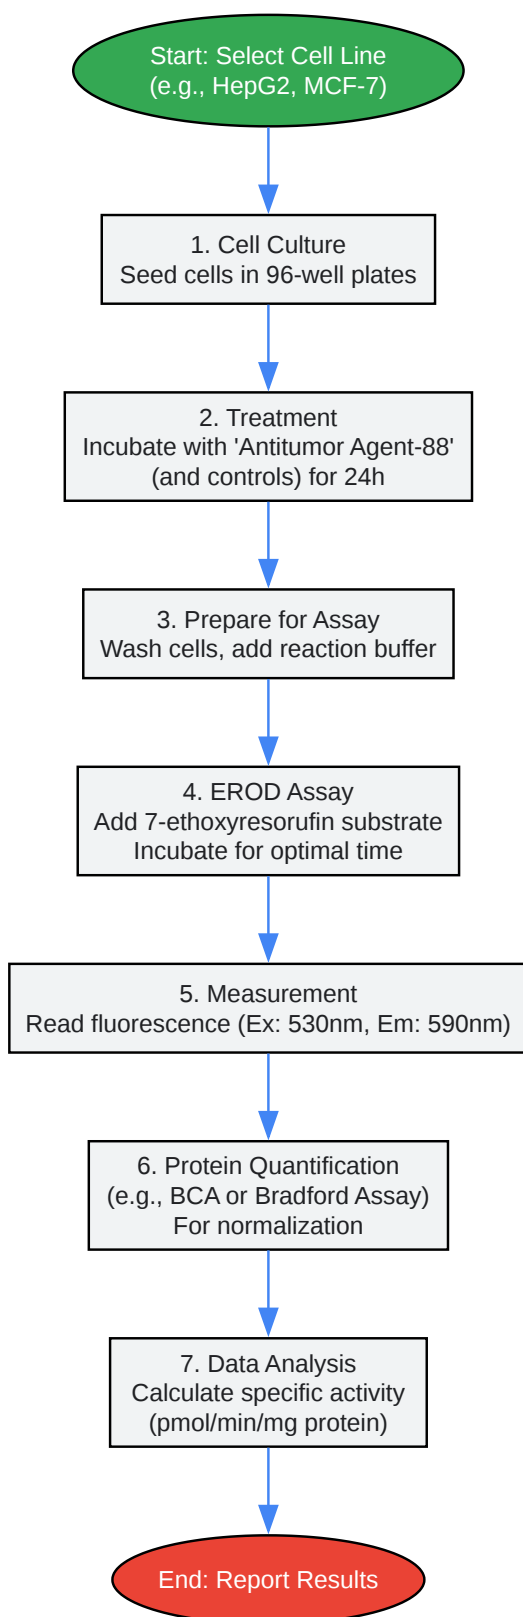 Start: Select Cell Line
(e.g., HepG2, MCF-7)
1. Cell Culture
Seed cells in 96-well plates
2. Treatment
Incubate with 'Antitumor Agent-88'
(and controls) for 24h
3. Prepare for Assay
Wash cells, add reaction buffer
4. EROD Assay
Add 7-ethoxyresorufin substrate
Incubate for optimal time
5. Measurement
Read fluorescence (Ex: 530nm, Em: 590nm)
6. Protein Quantification
(e.g., BCA or Bradford Assay)
For normalization
7. Data Analysis
Calculate specific activity
(pmol/min/mg protein)
End: Report Results